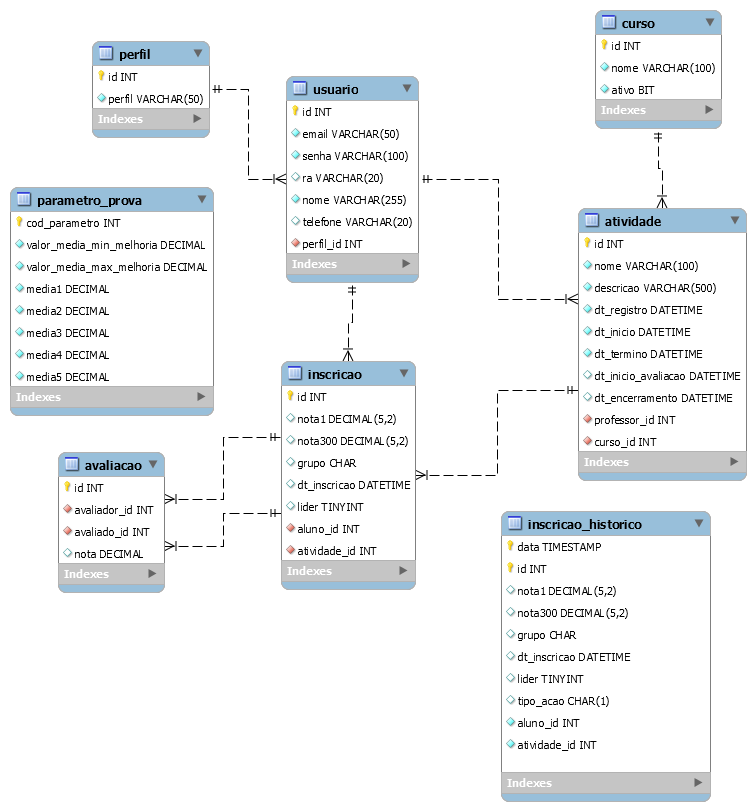 perfil
id INT
perfil VARCHAR(50)
Indexes
usuario
id INT
email VARCHAR(50)
senha VARCHAR(100)
ra VARCHAR(20)
nome VARCHAR(255)
telefone VARCHAR(20)
perfil_id INT
Indexes
curso
id INT
nome VARCHAR(100)
ativo BIT
Indexes
parametro_prova
cod_parametro INT
valor_media_min_melhoria DECIMAL
valor_media_max_melhoria DECIMAL
media1 DECIMAL
media2 DECIMAL
media3 DECIMAL
media4 DECIMAL
media5 DECIMAL
Indexes
atividade
id INT
nome VARCHAR(100)
descricao VARCHAR(500)
dt_registro DATETIME
dt_inicio DATETIME
dt_termino DATETIME
dt_inicio_avaliacao DATETIME
dt_encerramento DATETIME
professor_id INT
curso_id INT
Indexes
inscricao
id INT
nota1 DECIMAL(5,2)
nota300 DECIMAL(5,2)
grupo CHAR
dt_inscricao DATETIME
lider TINYINT
aluno_id INT
atividade_id INT
Indexes
avaliacao
id INT
avaliador_id INT
avaliado_id INT
nota DECIMAL
Indexes
inscricao_historico
data TIMESTAMP
id INT
nota1 DECIMAL(5,2)
nota300 DECIMAL(5,2)
grupo CHAR
dt_inscricao DATETIME
lider TINYINT
tipo_acao CHAR(1)
aluno_id INT
atividade_id INT
Indexes